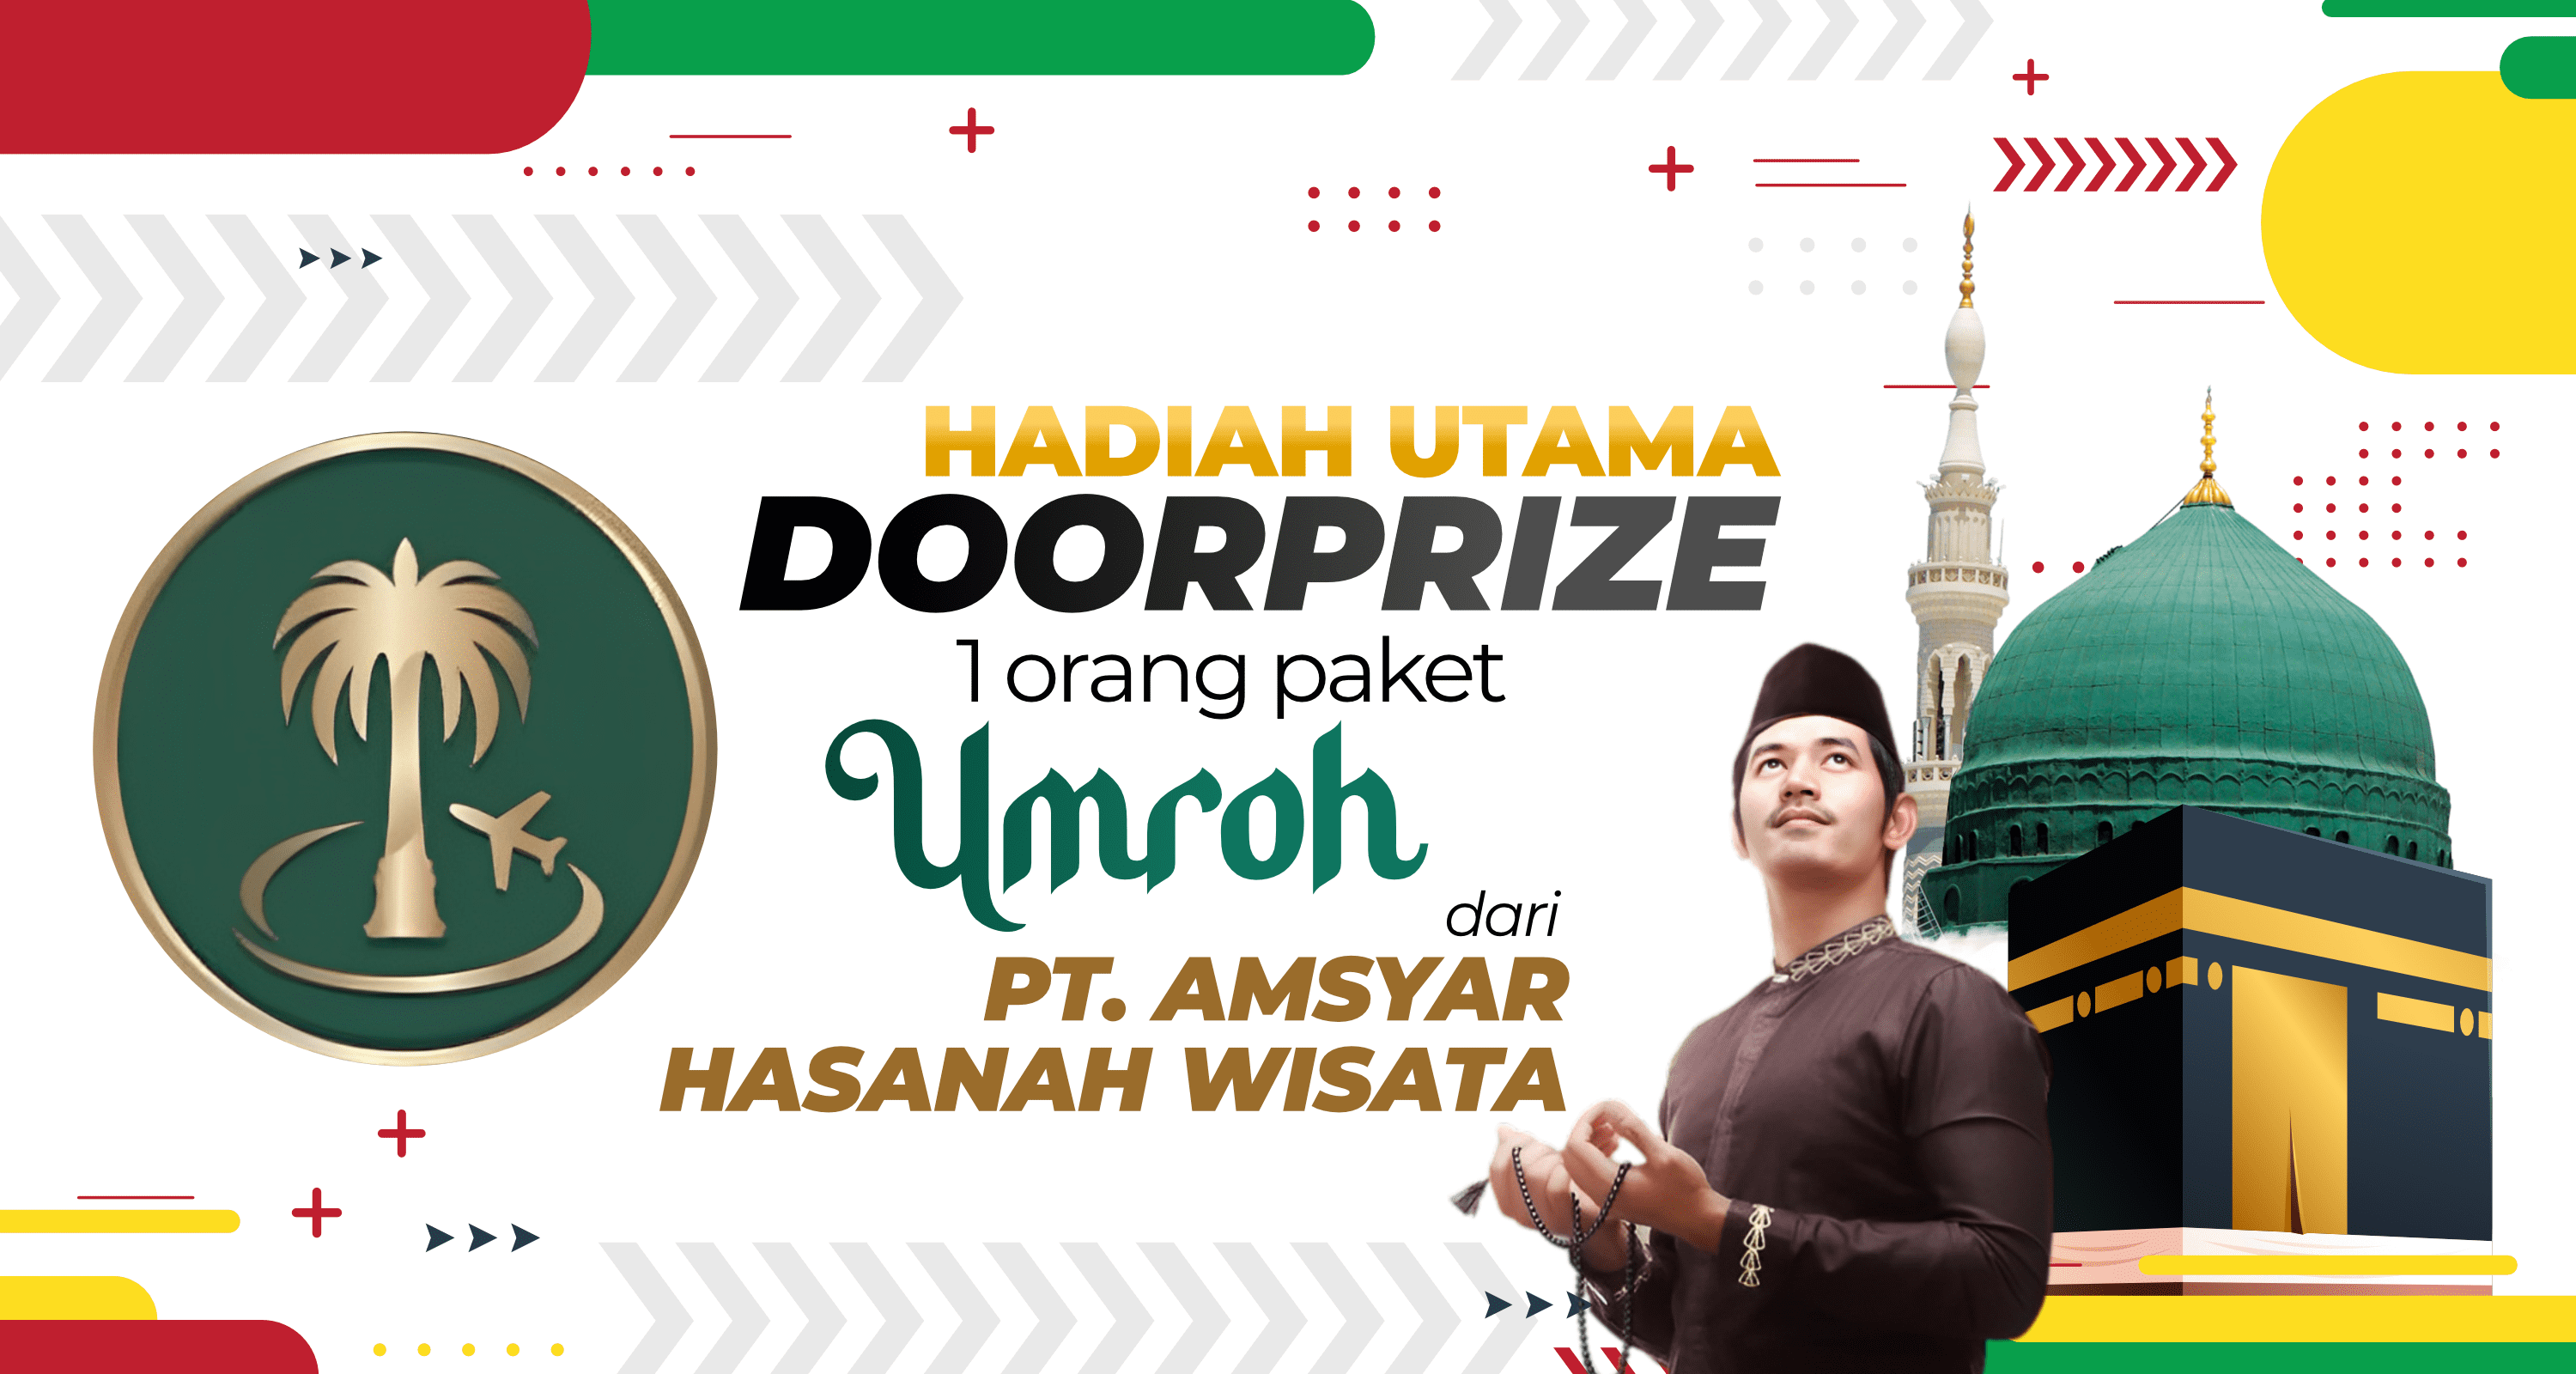 HADIAH UTAMA
DOORPRIZE
1 orang paket
Umroh
dari
PT. AMSYAR
HASANAH WISATA